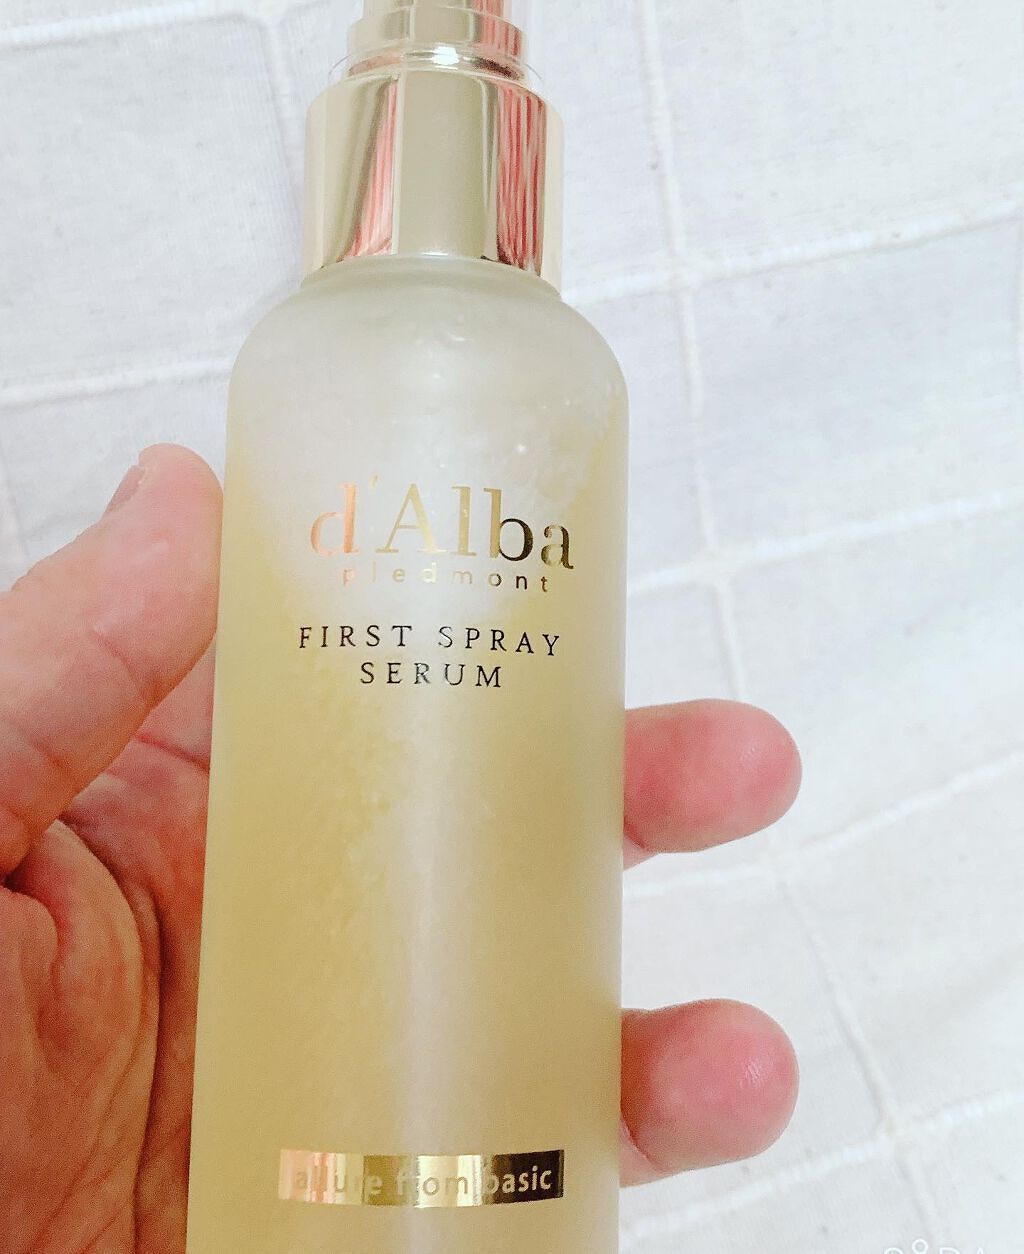 d'Alba
piedmont
FIRST SPRAY
SERUM
allure from basic